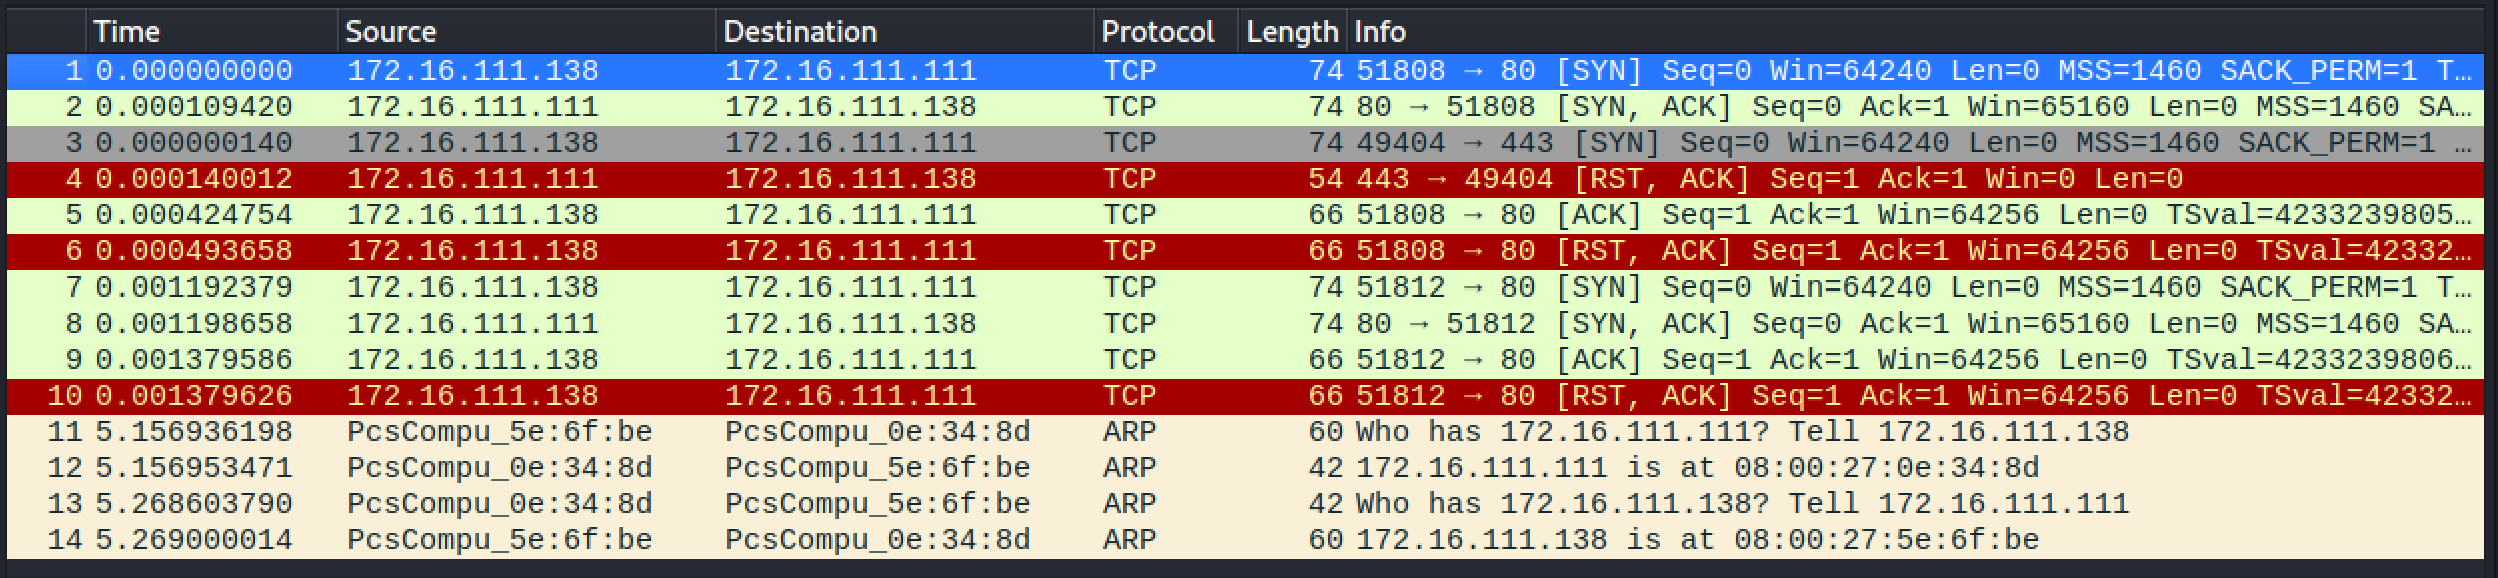 Time Source Destination Protocol Length Info
1 0.000000000 172.16.111.138 172.16.111.111 TCP 74 51808 → 80 [SYN] Seq=0 Win=64240 Len=0 MSS=1460 SACK_PERM=1 T…
2 0.000109420 172.16.111.111 172.16.111.138 TCP 74 80 → 51808 [SYN, ACK] Seq=0 Ack=1 Win=65160 Len=0 MSS=1460 SA…
3 0.000000140 172.16.111.138 172.16.111.111 TCP 74 49404 → 443 [SYN] Seq=0 Win=64240 Len=0 MSS=1460 SACK_PERM=1 …
4 0.000140012 172.16.111.111 172.16.111.138 TCP 54 443 → 49404 [RST, ACK] Seq=1 Ack=1 Win=0 Len=0
5 0.000424754 172.16.111.138 172.16.111.111 TCP 66 51808 → 80 [ACK] Seq=1 Ack=1 Win=64256 Len=0 TSval=4233239805…
6 0.000493658 172.16.111.138 172.16.111.111 TCP 66 51808 → 80 [RST, ACK] Seq=1 Ack=1 Win=64256 Len=0 TSval=42332…
7 0.001192379 172.16.111.138 172.16.111.111 TCP 74 51812 → 80 [SYN] Seq=0 Win=64240 Len=0 MSS=1460 SACK_PERM=1 T…
8 0.001198658 172.16.111.111 172.16.111.138 TCP 74 80 → 51812 [SYN, ACK] Seq=0 Ack=1 Win=65160 Len=0 MSS=1460 SA…
9 0.001379586 172.16.111.138 172.16.111.111 TCP 66 51812 → 80 [ACK] Seq=1 Ack=1 Win=64256 Len=0 TSval=4233239806…
10 0.001379626 172.16.111.138 172.16.111.111 TCP 66 51812 → 80 [RST, ACK] Seq=1 Ack=1 Win=64256 Len=0 TSval=42332…
11 5.156936198 PcsCompu_5e:6f:be PcsCompu_0e:34:8d ARP 60 Who has 172.16.111.111? Tell 172.16.111.138
12 5.156953471 PcsCompu_0e:34:8d PcsCompu_5e:6f:be ARP 42 172.16.111.111 is at 08:00:27:0e:34:8d
13 5.268603790 PcsCompu_0e:34:8d PcsCompu_5e:6f:be ARP 42 Who has 172.16.111.138? Tell 172.16.111.111
14 5.269000014 PcsCompu_5e:6f:be PcsCompu_0e:34:8d ARP 60 172.16.111.138 is at 08:00:27:5e:6f:be